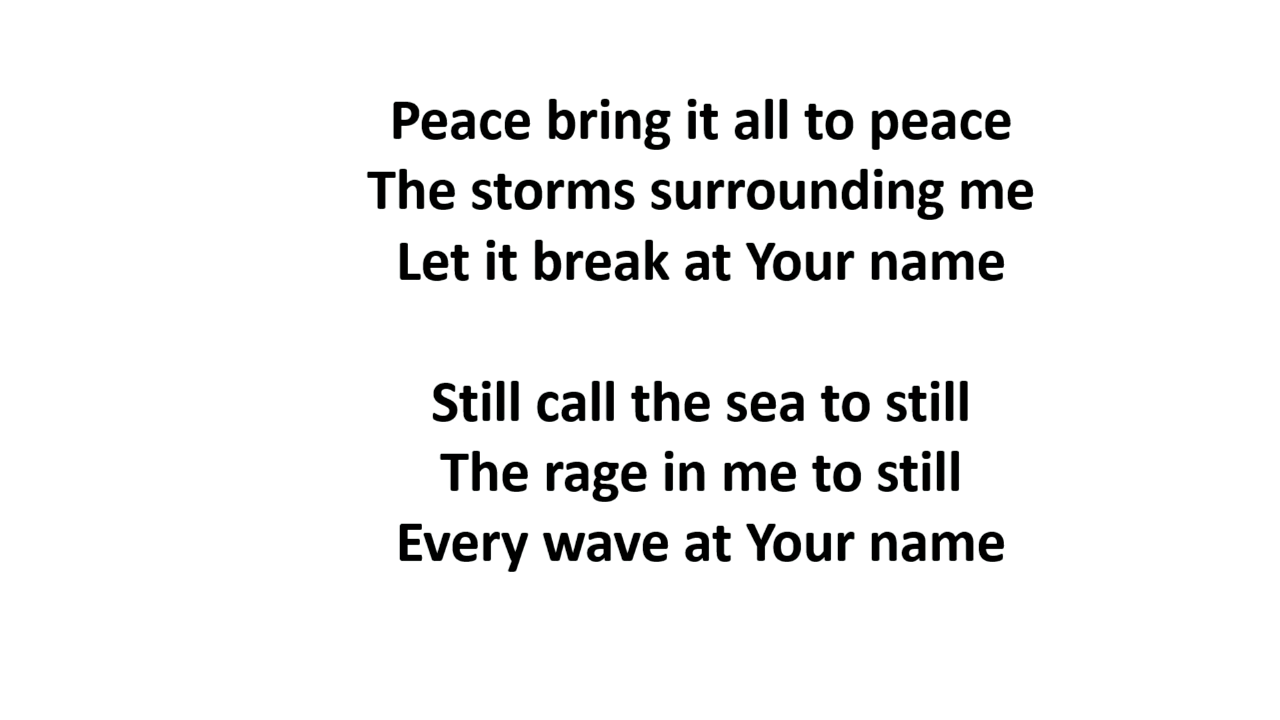 Peace bring it all to peace
The storms surrounding me
Let it break at Your name
Still call the sea to still
The rage in me to still
Every wave at Your name